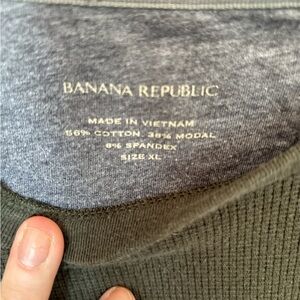 BANANA REPUBLIC
MADE IN VIETNAM
56% COTTON, 38% MODAL
6% SPANDEX
SIZE XL